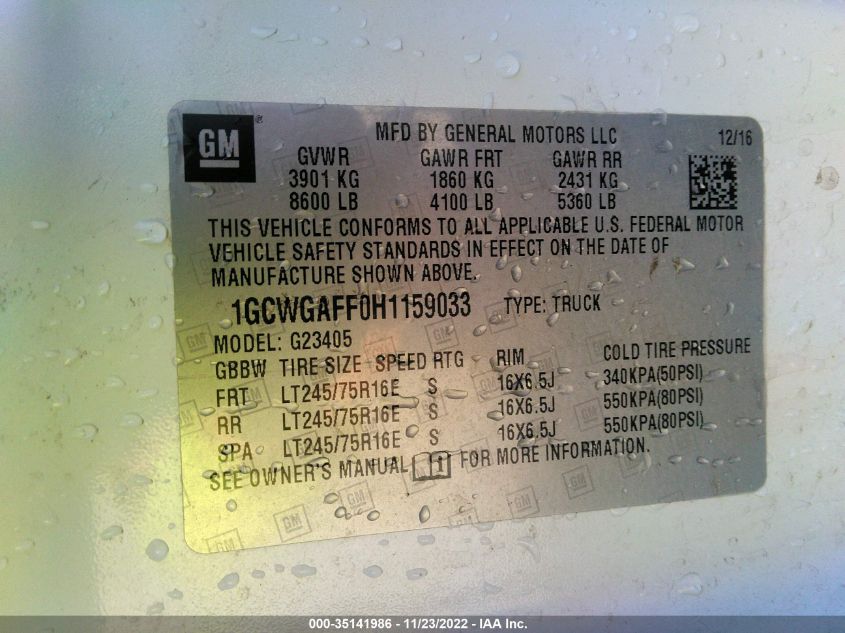 GM
®
MFD BY GENERAL MOTORS LLC 12/16
GVWR GAWR FRT GAWR RR
3901 KG 1860 KG 2431 KG
8600 LB 4100 LB 5360 LB
THIS VEHICLE CONFORMS TO ALL APPLICABLE U.S. FEDERAL MOTOR
VEHICLE SAFETY STANDARDS IN EFFECT ON THE DATE OF
MANUFACTURE SHOWN ABOVE.
1GCWGAFF0H1159033 TYPE: TRUCK
MODEL: G23405
GBBW TIRE SIZE SPEED RTG RIM COLD TIRE PRESSURE
FRT LT245/75R16E S 16X6.5J 340KPA(50PSI)
RR LT245/75R16E S 16X6.5J 550KPA(80PSI)
SPA LT245/75R16E S 16X6.5J 550KPA(80PSI)
SEE OWNER'S MANUAL FOR MORE INFORMATION.
000-35141986 - 11/23/2022 - IAA Inc.